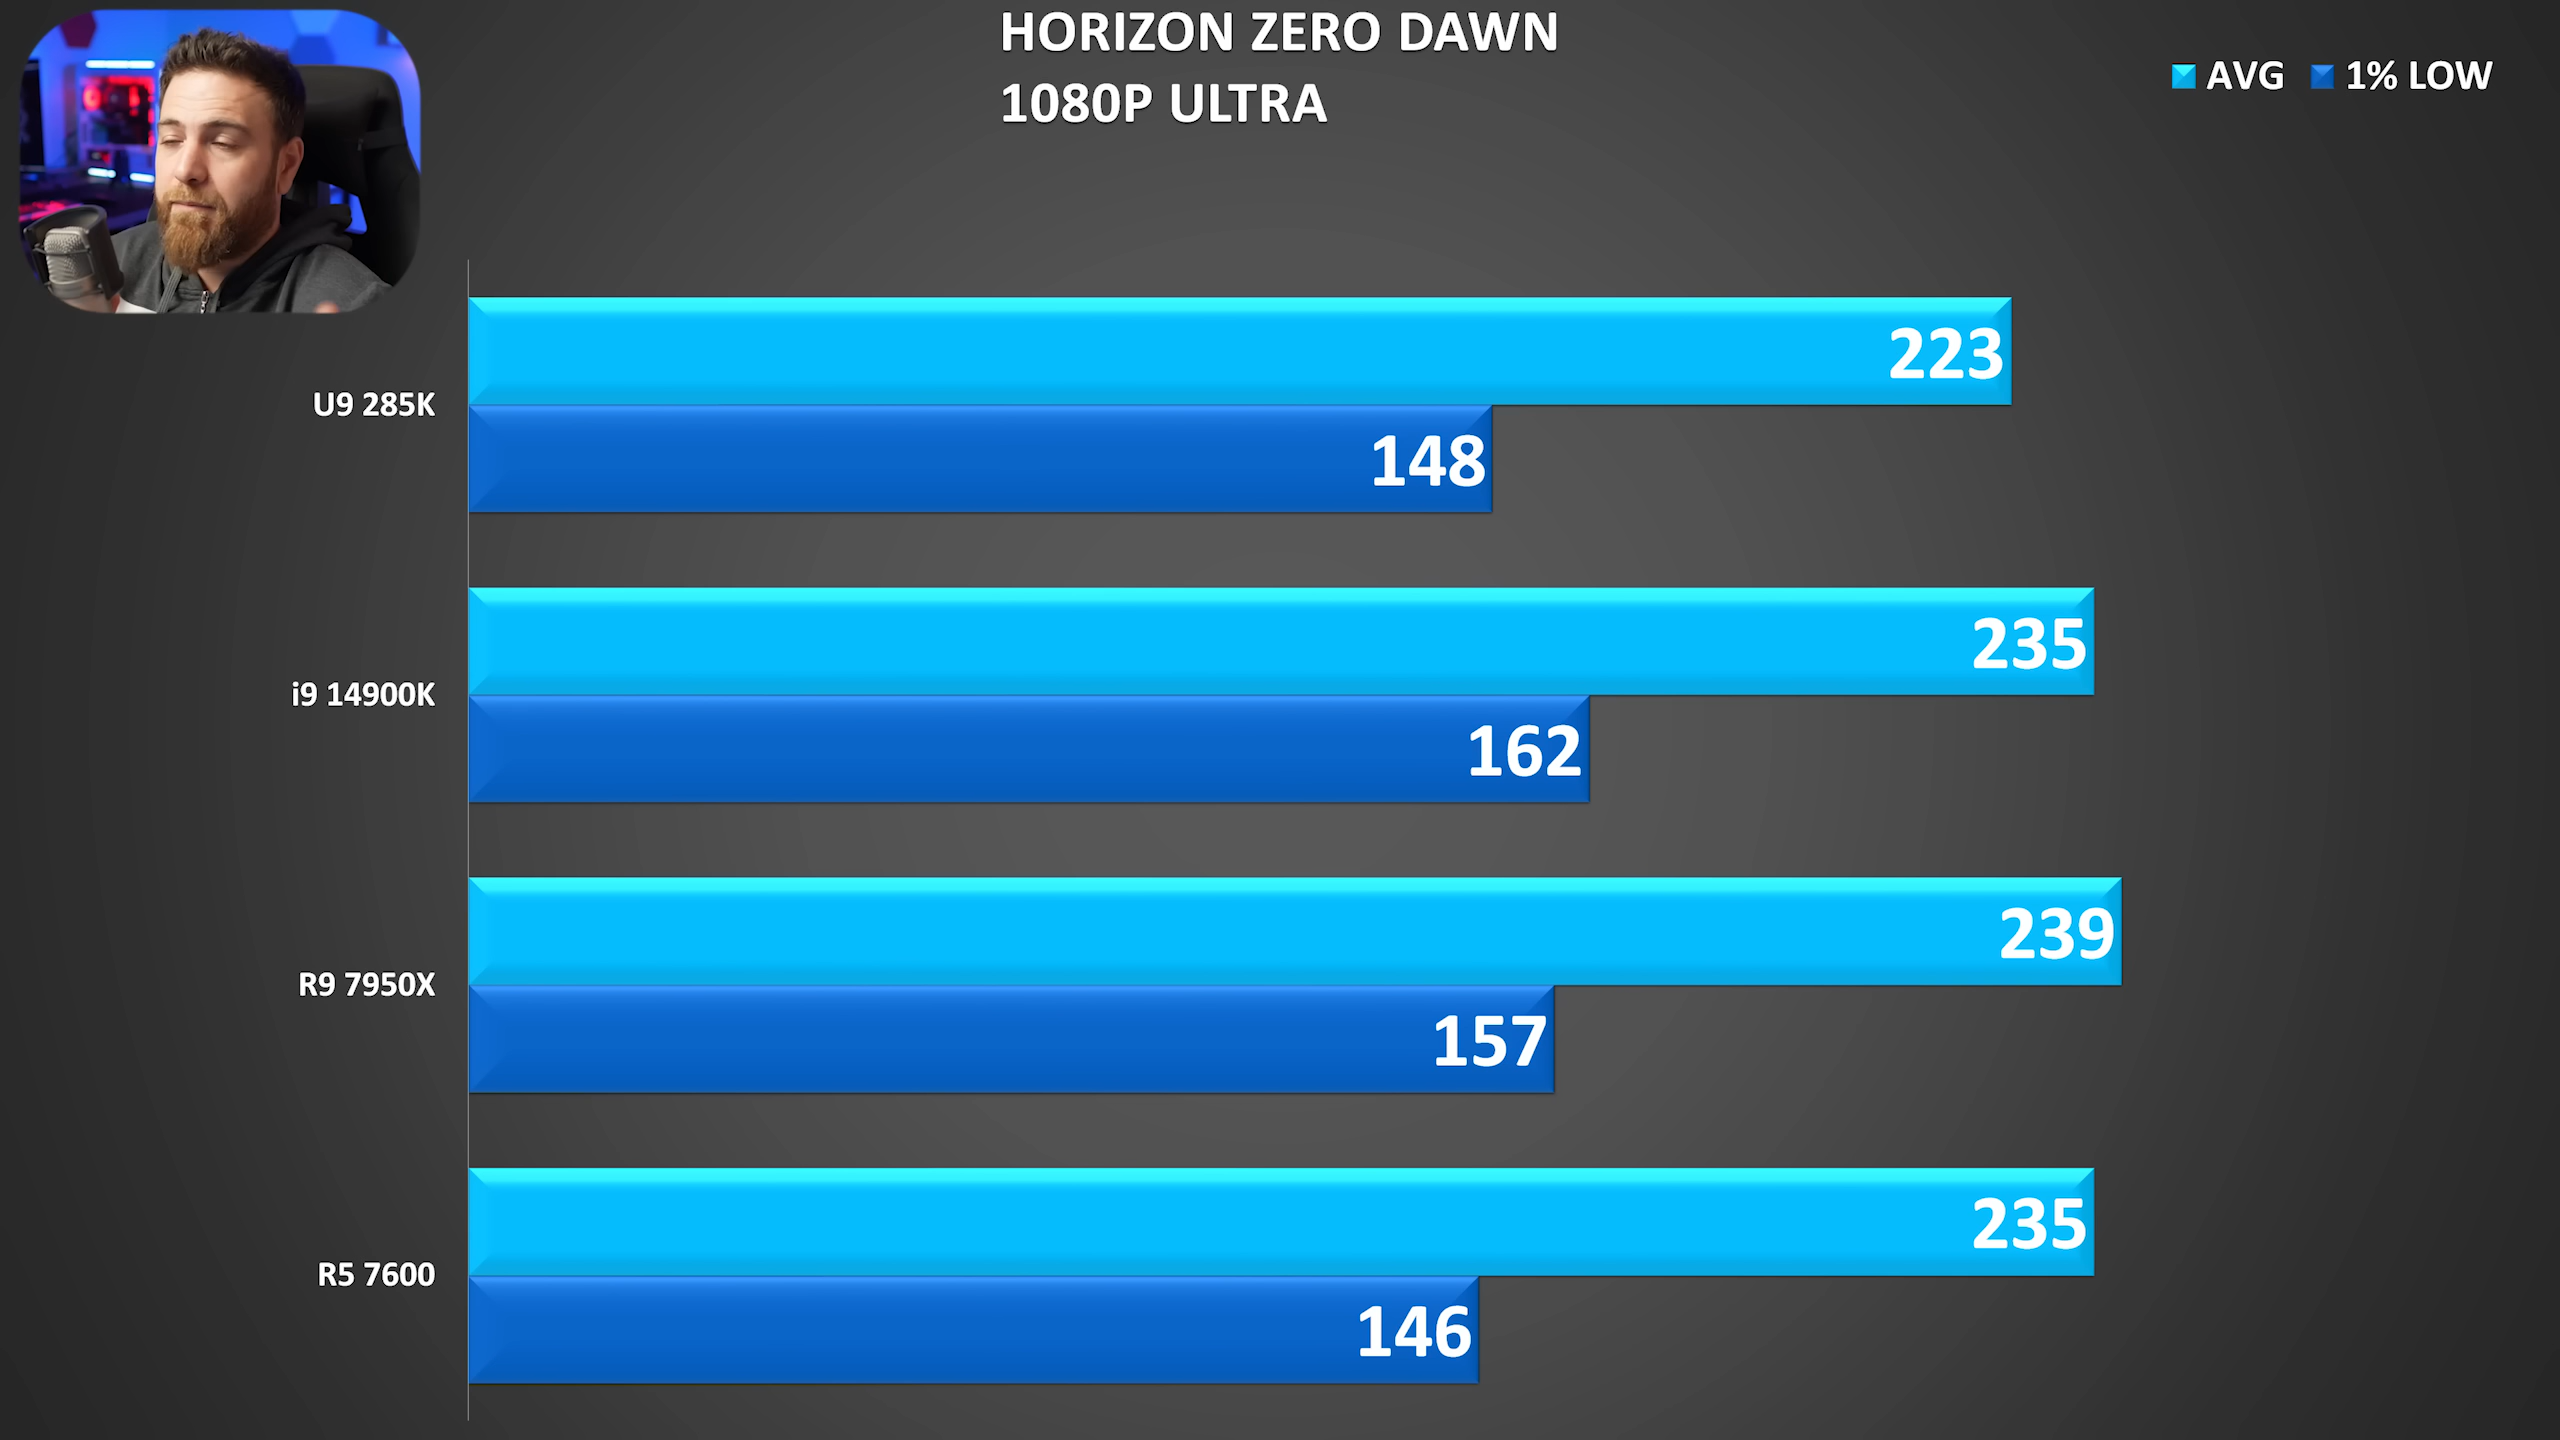 HORIZON ZERO DAWN
1080P ULTRA
AVG 1% LOW
U9 285K
223
148
i9 14900K
235
162
R9 7950X
239
157
R5 7600
235
146